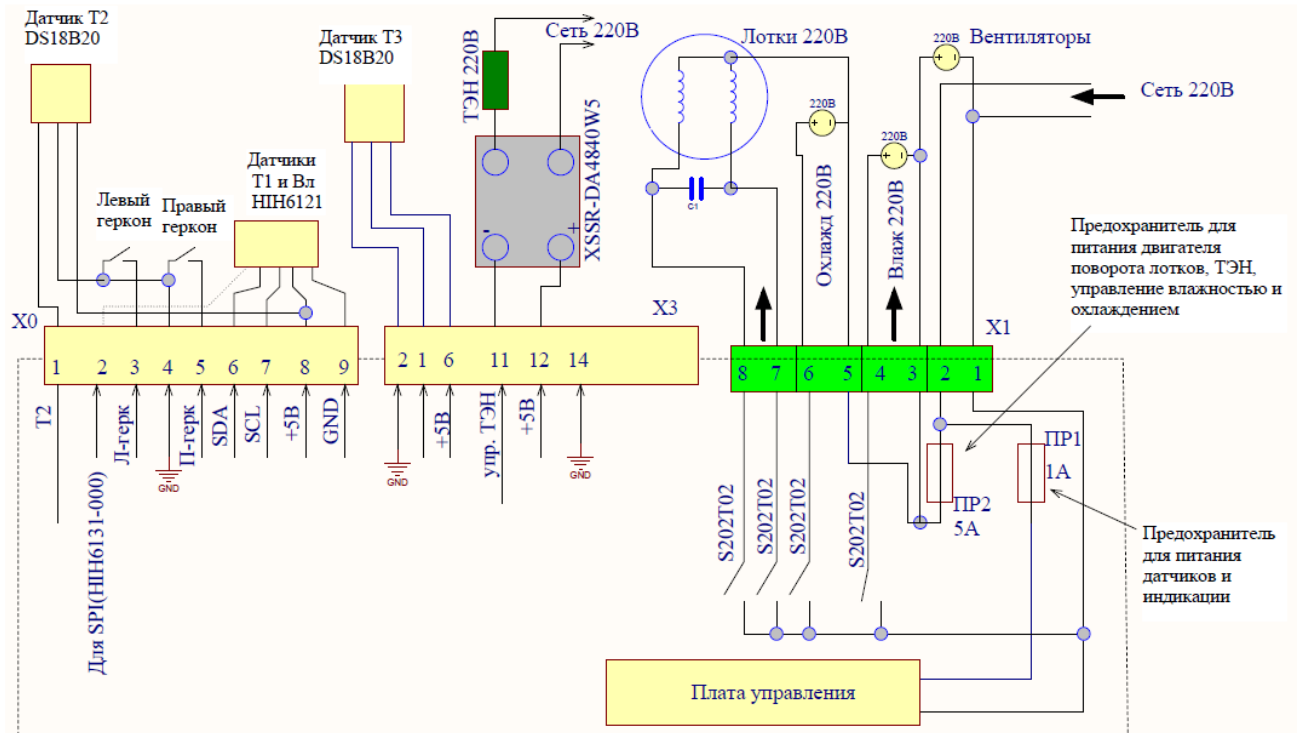 Датчик Т2
DS18B20
Датчик Т3
DS18B20
Сеть 220В
ТЭН 220В
XSSR-DA4840W5
-
+
Лотки 220В
220В
Вентиляторы
Сеть 220В
220В
220В
C1
Охлажд 220В
Влаж 220В
Датчики
Т1 и Вл
HIH6121
Левый
геркон
Правый
геркон
Предохранитель для
питания двигателя
поворота лотков, ТЭН,
управление влажностью и
охлаждением
X0
X3
X1
1 2 3 4 5 6 7 8 9
2 1 6 11 12 14
8 7 6 5 4 3 2 1
Т2
Для SPI(HIH6131-000)
Л-герк
GND
П-герк
SDA
SCL
+5В
GND
GND
+5В
упр. ТЭН
+5В
GND
S202T02
S202T02
S202T02
S202T02
ПР2
5А
ПР1
1А
Предохранитель
для питания
датчиков и
индикации
Плата управления